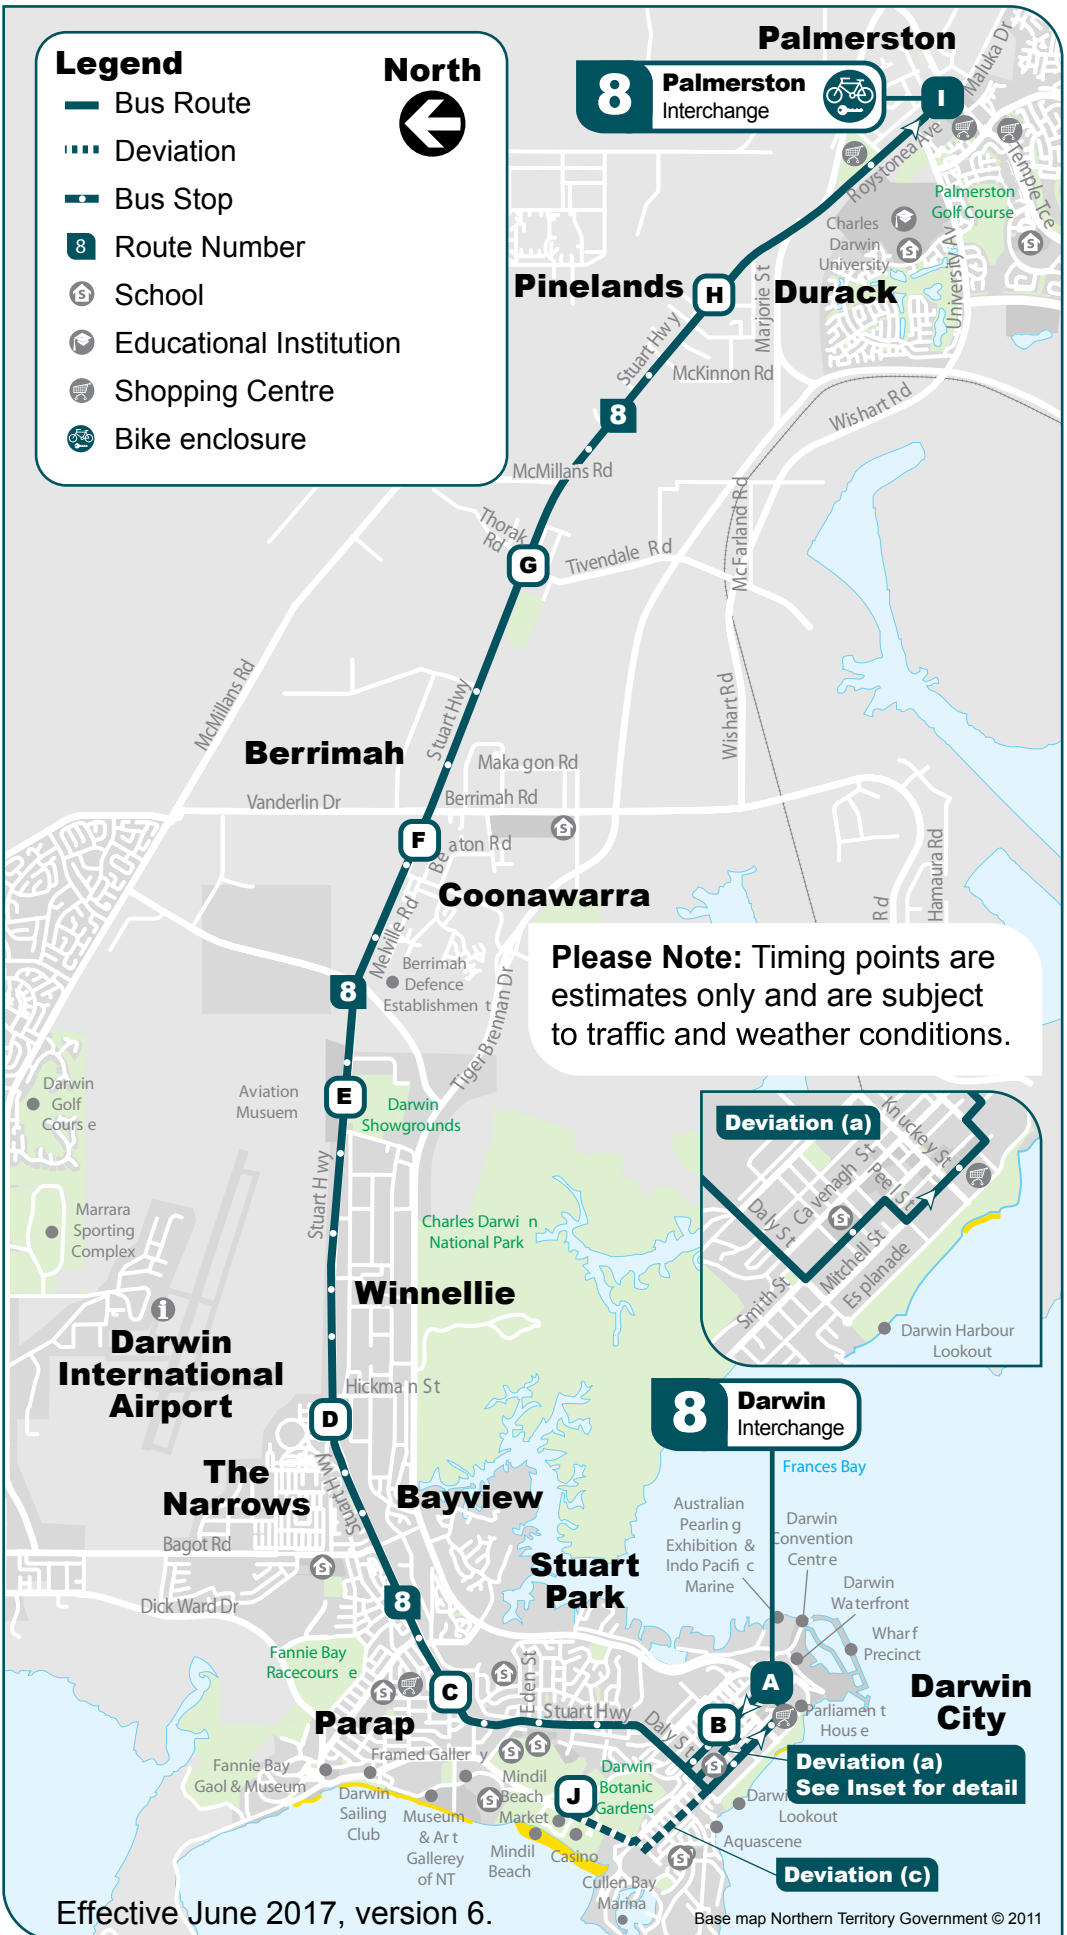 Legend
Bus Route
Deviation
Bus Stop
8 Route Number
School
Educational Institution
Shopping Centre
Bike enclosure
North
Palmerston
8 Palmerston
Interchange
I
Maluka Dr
Roystonea Ave
Temple Tce
Palmerston
Golf Course
Charles
Darwin
University
University Av
Pinelands
H
Durack
Marjorie St
Stuart Hwy
McKinnon Rd
8
Wishart Rd
McMillans Rd
McFarland Rd
Thorak
Rd
G
Tivendale Rd
McMillans Rd
Stuart Hwy
Wishart Rd
Berrimah
Makagon Rd
Vanderlin Dr
Berrimah Rd
F
Beaton Rd
Hamaura Rd
Rd
Coonawarra
Melville Rd
Berrimah
Defence
Establishment
8
Tiger Brennan Dr
Please Note: Timing points are
estimates only and are subject
to traffic and weather conditions.
Darwin
Golf
Course
Aviation
Musuem
E
Darwin
Showgrounds
Deviation (a)
Knuckey St
Cavenagh St
Peel St
Daly St
Mitchell St
Esplanade
Smith St
Darwin Harbour
Lookout
Stuart Hwy
Marrara
Sporting
Complex
Charles Darwin
National Park
Winnellie
Darwin
International
Airport
Hickman St
D
8 Darwin
Interchange
Frances Bay
The
Narrows
Stuart Hwy
Bayview
Bagot Rd
Australian
Pearling
Exhibition &
Indo Pacific
Marine
Darwin
Convention
Centre
Stuart
Park
Darwin
Waterfront
Dick Ward Dr
8
Wharf
Precinct
Fannie Bay
Racecourse
C
Eden St
A
Darwin
City
Parap
Stuart Hwy
Daly St
B
Parliament
House
Framed Gallery
Fannie Bay
Gaol & Museum
Deviation (a)
See Inset for detail
Darwin
Botanic
Gardens
J
Mindil
Beach
Market
Darwin
Sailing
Club
Museum
& Art
Gallerey
of NT
Darwin
Lookout
Aquascene
Mindil
Beach
Casino
Deviation (c)
Cullen Bay
Marina
Effective June 2017, version 6.
Base map Northern Territory Government © 2011